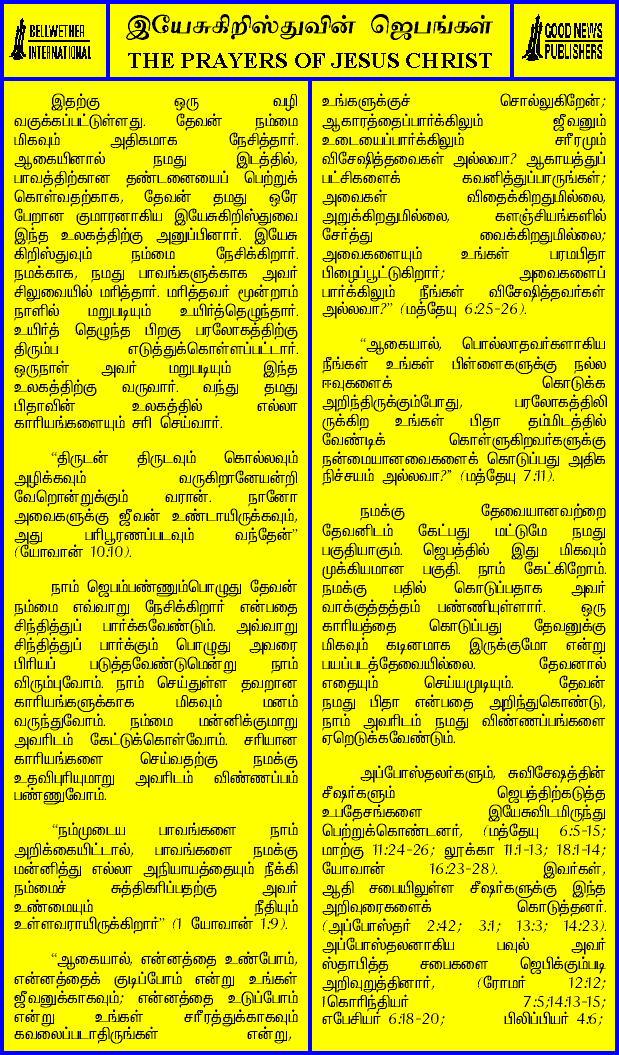 BELLWETHER
INTERNATIONAL
இயேசுகிறிஸ்துவின் ஜெபங்கள்
THE PRAYERS OF JESUS CHRIST
GOOD NEWS
PUBLISHERS
இதற்கு ஒரு வழி
வகுக்கப்பட்டுள்ளது. தேவன் நம்மை
மிகவும் அதிகமாக நேசித்தார்.
ஆகையினால் நமது இடத்தில்,
பாவத்திற்கான தண்டனையைப் பெற்றுக்
கொள்வதற்காக, தேவன் தமது ஒரே
பேறான குமாரனாகிய இயேசுகிறிஸ்துவை
இந்த உலகத்திற்கு அனுப்பினார். இயேசு
கிறிஸ்துவும் நம்மை நேசிக்கிறார்.
நமக்காக, நமது பாவங்களுக்காக அவர்
சிலுவையில் மரித்தார். மரித்தவர் மூன்றாம்
நாளில் மறுபடியும் உயிர்த்தெழுந்தார்.
உயிர்த் தெழுந்த பிறகு பரலோகத்திற்கு
திரும்ப எடுத்துக்கொள்ளப்பட்டார்.
ஒருநாள் அவர் மறுபடியும் இந்த
உலகத்திற்கு வருவார். வந்து தமது
பிதாவின் உலகத்தில் எல்லா
காரியங்களையும் சரி செய்வார்.
“திருடன் திருடவும் கொல்லவும்
அழிக்கவும் வருகிறானேயன்றி
வேறொன்றுக்கும் வரான். நானோ
அவைகளுக்கு ஜீவன் உண்டாயிருக்கவும்,
அது பரிபூரணப்படவும் வந்தேன்”
(யோவான் 10:10).
நாம் ஜெபம்பண்ணும்பொழுது தேவன்
நம்மை எவ்வாறு நேசிக்கிறார் என்பதை
சிந்தித்துப் பார்க்கவேண்டும். அவ்வாறு
சிந்தித்துப் பார்க்கும் பொழுது அவரை
பிரியப் படுத்தவேண்டுமென்று நாம்
விரும்புவோம். நாம் செய்துள்ள தவறான
காரியங்களுக்காக மிகவும் மனம்
வருந்துவோம். நம்மை மன்னிக்குமாறு
அவரிடம் கேட்டுக்கொள்வோம். சரியான
காரியங்களை செய்வதற்கு நமக்கு
உதவிபுரியுமாறு அவரிடம் விண்ணப்பம்
பண்ணுவோம்.
“நம்முடைய பாவங்களை நாம்
அறிக்கையிட்டால், பாவங்களை நமக்கு
மன்னித்து எல்லா அநியாயத்தையும் நீக்கி
நம்மைச் சுத்திகரிப்பதற்கு அவர்
உண்மையும் நீதியும்
உள்ளவராயிருக்கிறார்” (1 யோவான் 1:9).
“ஆகையால், என்னத்தை உண்போம்,
என்னத்தைக் குடிப்போம் என்று உங்கள்
ஜீவனுக்காகவும்; என்னத்தை உடுப்போம்
என்று உங்கள் சரீரத்துக்காகவும்
கவலைப்படாதிருங்கள் என்று,
உங்களுக்குச் சொல்லுகிறேன்;
ஆகாரத்தைப்பார்க்கிலும் ஜீவனும்
உடையைப்பார்க்கிலும் சரீரமும்
விசேஷித்தவைகள் அல்லவா? ஆகாயத்துப்
பட்சிகளைக் கவனித்துப்பாருங்கள்;
அவைகள் விதைக்கிறதுமில்லை,
அறுக்கிறதுமில்லை, களஞ்சியங்களில்
சேர்த்து வைக்கிறதுமில்லை;
அவைகளையும் உங்கள் பரமபிதா
பிழைப்பூட்டுகிறார்; அவைகளைப்
பார்க்கிலும் நீங்கள் விசேஷித்தவர்கள்
அல்லவா?” (மத்தேயு 6:25-26).
“ஆகையால், பொல்லாதவர்களாகிய
நீங்கள் உங்கள் பிள்ளைகளுக்கு நல்ல
ஈவுகளைக் கொடுக்க
அறிந்திருக்கும்போது, பரலோகத்திலி
ருக்கிற உங்கள் பிதா தம்மிடத்தில்
வேண்டிக் கொள்ளுகிறவர்களுக்கு
நன்மையானவைகளைக் கொடுப்பது அதிக
நிச்சயம் அல்லவா?” (மத்தேயு 7:11).
நமக்கு தேவையானவற்றை
தேவனிடம் கேட்பது மட்டுமே நமது
பகுதியாகும். ஜெபத்தில் இது மிகவும்
முக்கியமான பகுதி. நாம் கேட்கிறோம்.
நமக்கு பதில் கொடுப்பதாக அவர்
வாக்குத்தத்தம் பண்ணியுள்ளார். ஒரு
காரியத்தை கொடுப்பது தேவனுக்கு
மிகவும் கடினமாக இருக்குமோ என்று
பயப்படத்தேவையில்லை. தேவனால்
எதையும் செய்யமுடியும். தேவன்
நமது பிதா என்பதை அறிந்துகொண்டு,
நாம் அவரிடம் நமது விண்ணப்பங்களை
ஏறெடுக்கவேண்டும்.
அப்போஸ்தலர்களும், சுவிசேஷத்தின்
சீஷர்களும் ஜெபத்திற்கடுத்த
உபதேசங்களை இயேசுவிடமிருந்து
பெற்றுக்கொண்டனர், (மத்தேயு 6:5-15;
மாற்கு 11:24-26; லூக்கா 11:1-13; 18:1-14;
யோவான் 16:23-28). இவர்கள்,
ஆதி சபையிலுள்ள சீஷர்களுக்கு இந்த
அறிவுரைகளைக் கொடுத்தனர்.
(அப்போஸ்தர் 2:42; 3:1; 13:3; 14:23).
அப்போஸ்தலனாகிய பவுல் அவர்
ஸ்தாபித்த சபைகளை ஜெபிக்கும்படி
அறிவுறுத்தினார், (ரோமர் 12:12;
1கொரிந்தியர் 7:5;14:13-15;
எபேசியர் 6:18-20; பிலிப்பியர் 4:6;